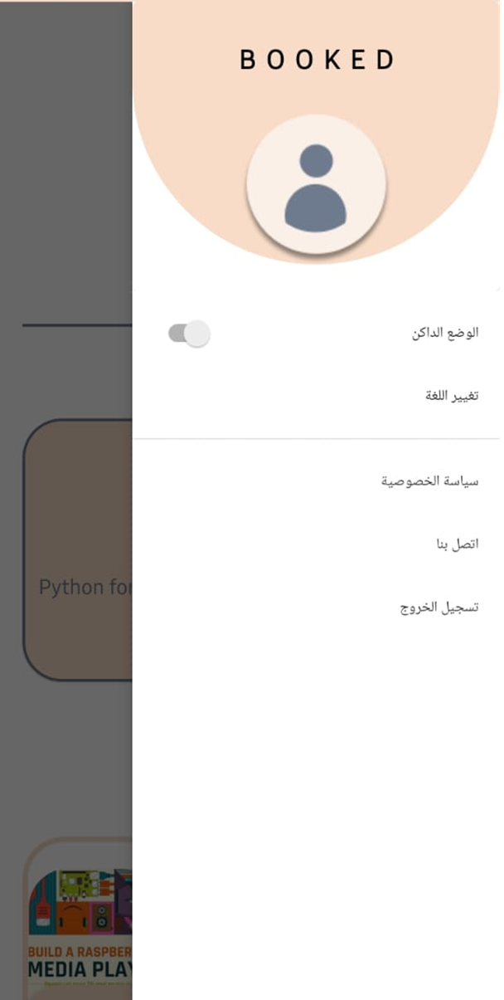 BOOKED
الوضع الداكن
تغيير اللغة
سياسة الخصوصية
اتصل بنا
تسجيل الخروج
Python for
BUILD A RASPBER
MEDIA PLAY